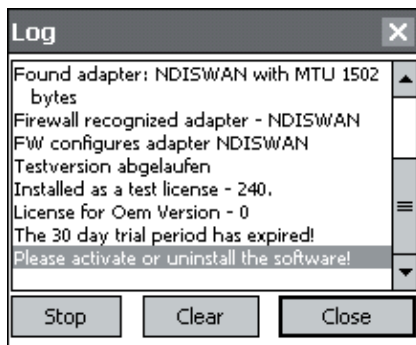 Log
Found adapter: NDISWAN with MTU 1502
bytes
Firewall recognized adapter - NDISWAN
FW configures adapter NDISWAN
Testversion abgelaufen
Installed as a test license - 240.
License for Oem Version - 0
The 30 day trial period has expired!
Please activate or uninstall the software!
Stop Clear Close